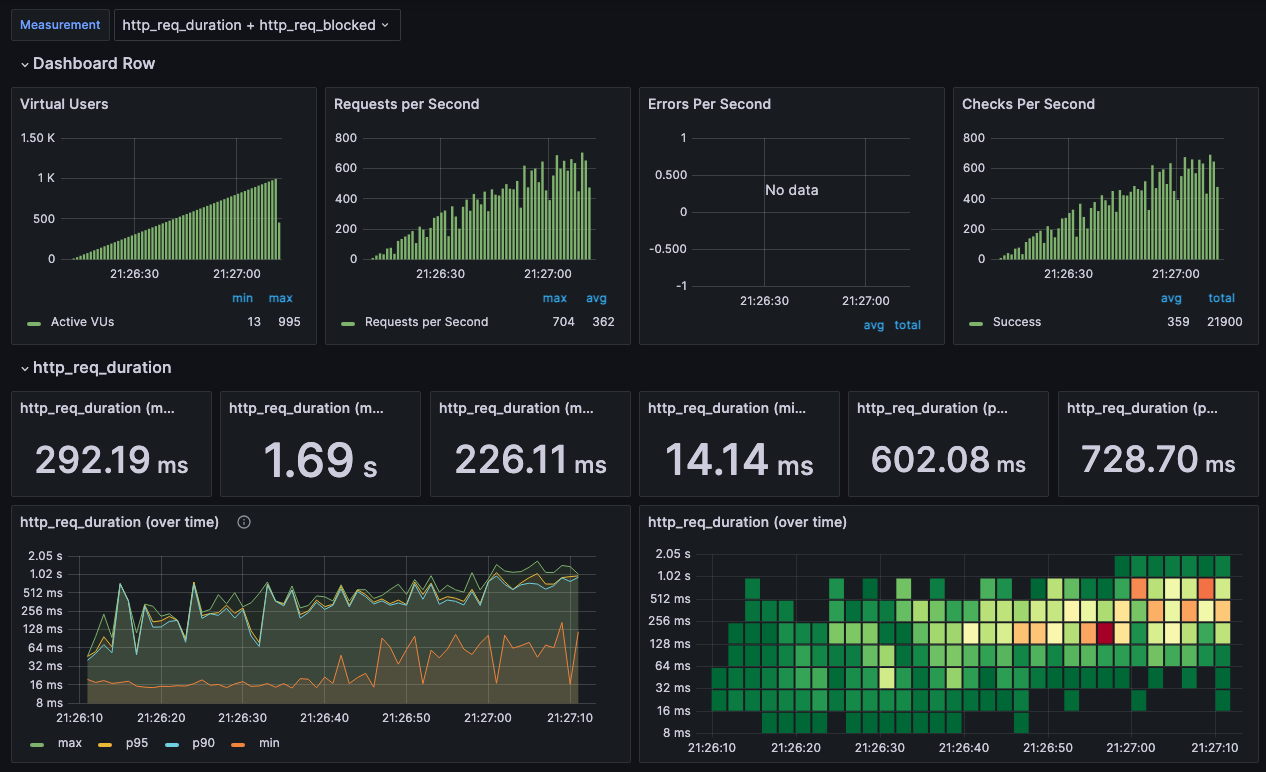 Measurement http_req_duration + http_req_blocked
Dashboard Row
Virtual Users
1.50 K
1 K
500
0
21:26:30 21:27:00
min max
Active VUs 13 995
Requests per Second
800
600
400
200
0
21:26:30 21:27:00
max avg
Requests per Second 704 362
Errors Per Second
1
0.500
0
-0.500
-1
No data
21:26:30 21:27:00
avg total
Checks Per Second
800
600
400
200
0
21:26:30 21:27:00
avg total
Success 359 21900
http_req_duration
http_req_duration (m...
292.19 ms
http_req_duration (m...
1.69 s
http_req_duration (m...
226.11 ms
http_req_duration (mi...
14.14 ms
http_req_duration (p...
602.08 ms
http_req_duration (p...
728.70 ms
http_req_duration (over time)
2.05 s
1.02 s
512 ms
256 ms
128 ms
64 ms
32 ms
16 ms
8 ms
21:26:10 21:26:20 21:26:30 21:26:40 21:26:50 21:27:00 21:27:10
max p95 p90 min
http_req_duration (over time)
2.05 s
1.02 s
512 ms
256 ms
128 ms
64 ms
32 ms
16 ms
8 ms
21:26:10 21:26:20 21:26:30 21:26:40 21:26:50 21:27:00 21:27:10